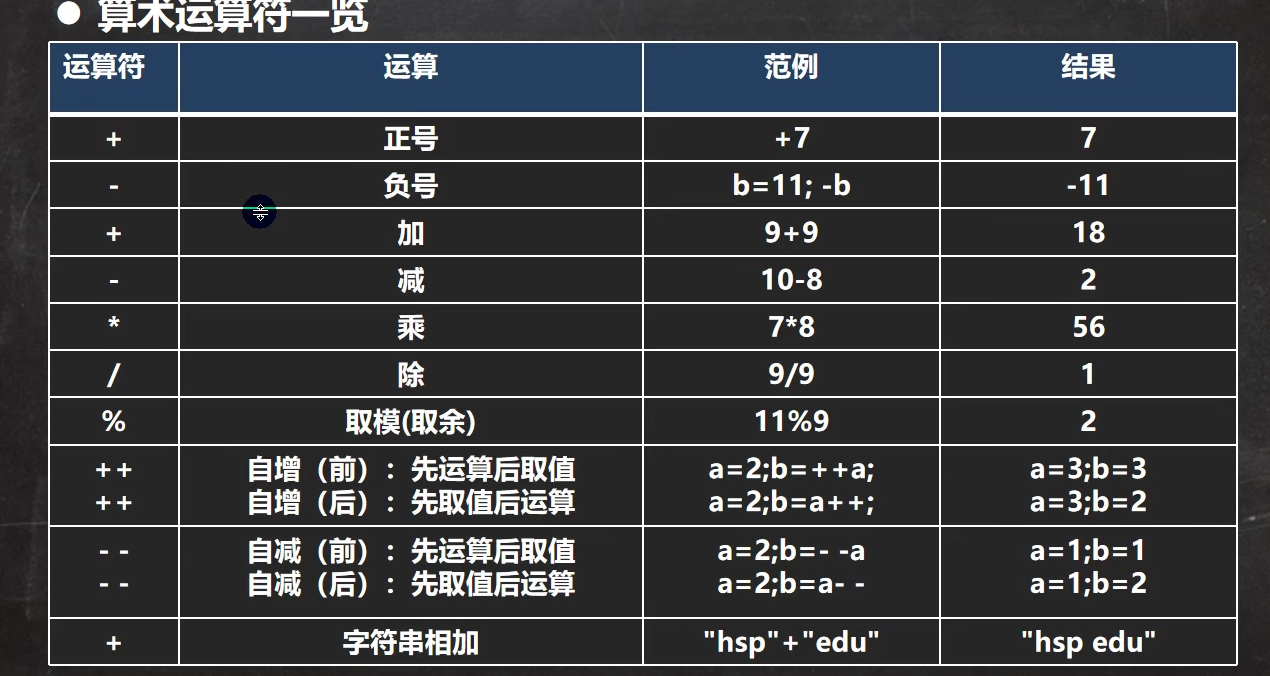 ● 算术运算符一览
运算符 运算 范例 结果
+ 正号 +7 7
- 负号 b=11; -b -11
+ 加 9+9 18
- 减 10-8 2
* 乘 7*8 56
/ 除 9/9 1
% 取模(取余) 11%9 2
++ 自增（前）：先运算后取值 a=2;b=++a; a=3;b=3
++ 自增（后）：先取值后运算 a=2;b=a++; a=3;b=2
- - 自减（前）：先运算后取值 a=2;b=- -a a=1;b=1
- - 自减（后）：先取值后运算 a=2;b=a- - a=1;b=2
+ 字符串相加 "hsp"+"edu" "hsp edu"